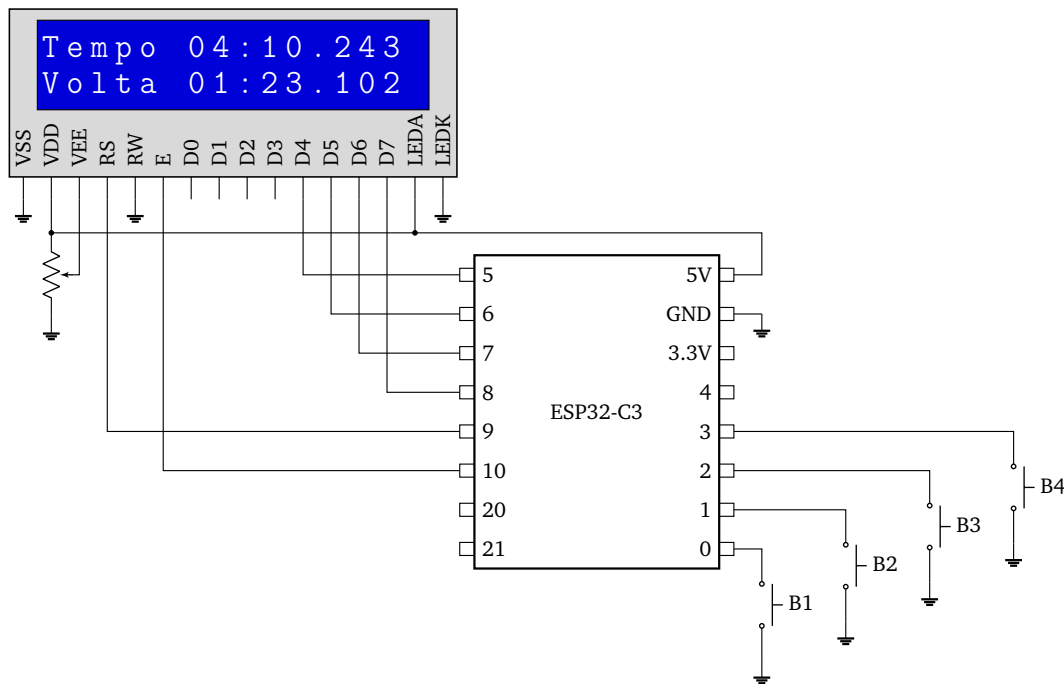 Tempo 04:10.243
Volta 01:23.102
VSS VDD VEE RS RW E D0 D1 D2 D3 D4 D5 D6 D7 LEDA LEDK
5 5V
6 GND
7 3.3V
8 4
ESP32-C3
9 3
10 2
B4
20 1
B3
21 0
B2
B1